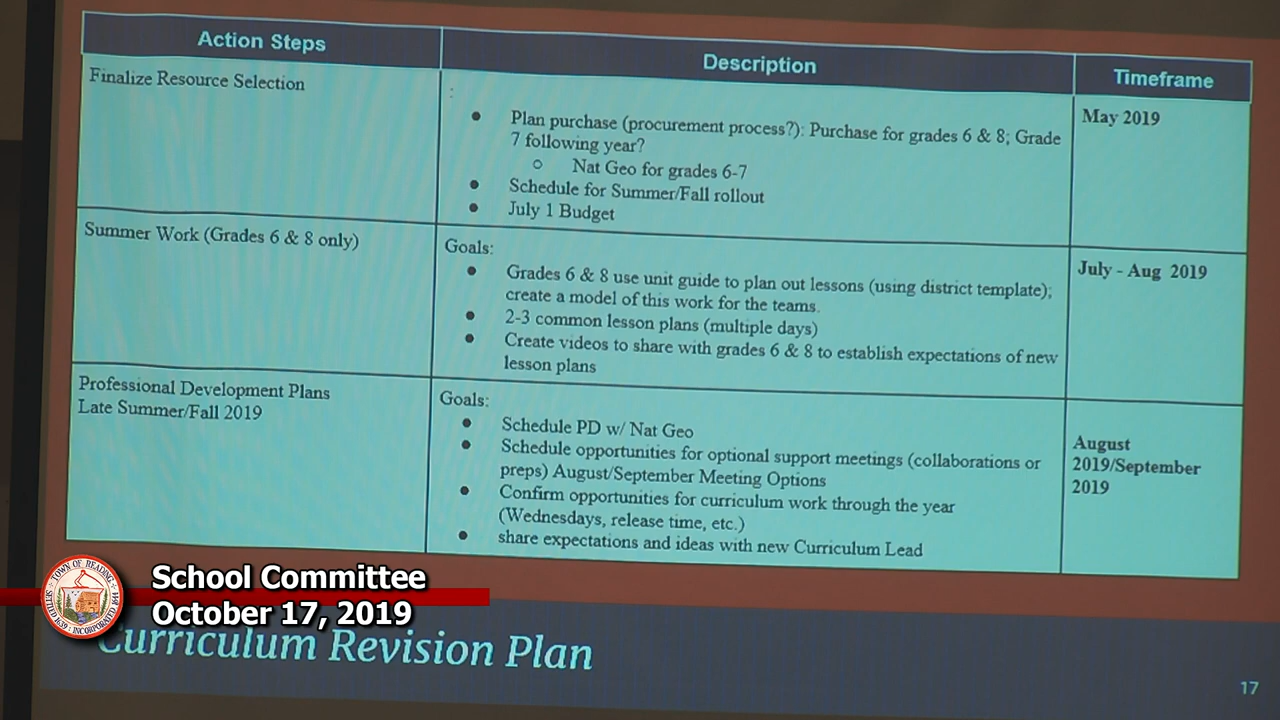 Action Steps
Description
Timeframe
Finalize Resource Selection
:
● Plan purchase (procurement process?): Purchase for grades 6 & 8; Grade
7 following year?
○ Nat Geo for grades 6-7
● Schedule for Summer/Fall rollout
● July 1 Budget
May 2019
Summer Work (Grades 6 & 8 only)
Goals:
● Grades 6 & 8 use unit guide to plan out lessons (using district template);
create a model of this work for the teams.
● 2-3 common lesson plans (multiple days)
● Create videos to share with grades 6 & 8 to establish expectations of new
lesson plans
July - Aug 2019
Professional Development Plans
Late Summer/Fall 2019
Goals:
● Schedule PD w/ Nat Geo
● Schedule opportunities for optional support meetings (collaborations or
preps) August/September Meeting Options
● Confirm opportunities for curriculum work through the year
(Wednesdays, release time, etc.)
● share expectations and ideas with new Curriculum Lead
August
2019/September
2019
TOWN OF READING
SETTLED 1639 · INCORPORATED 1644
School Committee
October 17, 2019
Curriculum Revision Plan
17